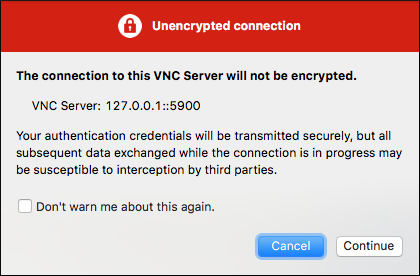 Unencrypted connection
The connection to this VNC Server will not be encrypted.
VNC Server: 127.0.0.1::5900
Your authentication credentials will be transmitted securely, but all
subsequent data exchanged while the connection is in progress may
be susceptible to interception by third parties.
Don't warn me about this again.
Cancel
Continue